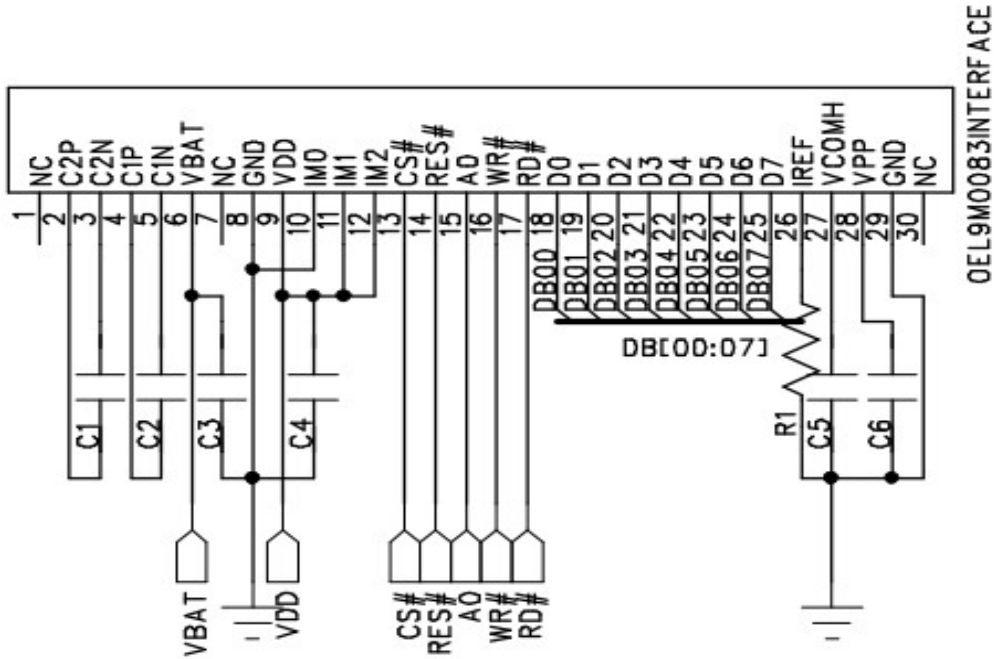 OEL9M0083INTERFACE
NC
C2P
C2N
C1P
C1N
VBAT
NC
GND
VDD
IM0
IM1
IM2
CS#
RES#
A0
WR#
RD#
D0
D1
D2
D3
D4
D5
D6
D7
IREF
VCOMH
VPP
GND
NC
1
2
3
4
5
6
7
8
9
10
11
12
13
14
15
16
17
18
19
20
21
22
23
24
25
26
27
28
29
30
DB00
DB01
DB02
DB03
DB04
DB05
DB06
DB07
DB[00:07]
C1
C2
C3
C4
R1
C5
C6
VBAT
VDD
CS#
RES#
A0
WR#
RD#